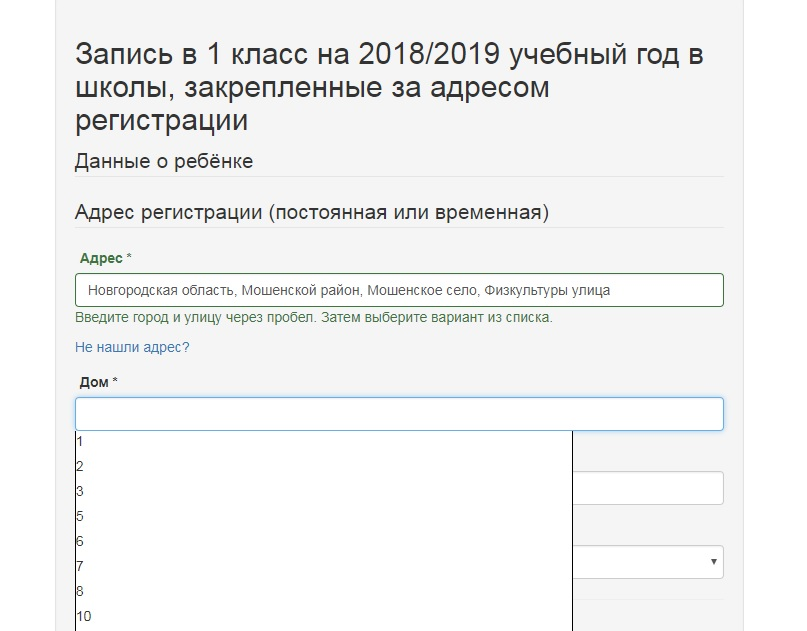 Запись в 1 класс на 2018/2019 учебный год в
школы, закрепленные за адресом
регистрации
Данные о ребёнке
Адрес регистрации (постоянная или временная)
Адрес *
Новгородская область, Мошенской район, Мошенское село, Физкультуры улица
Введите город и улицу через пробел. Затем выберите вариант из списка.
Не нашли адрес?
Дом *
1
2
3
5
6
7
8
10